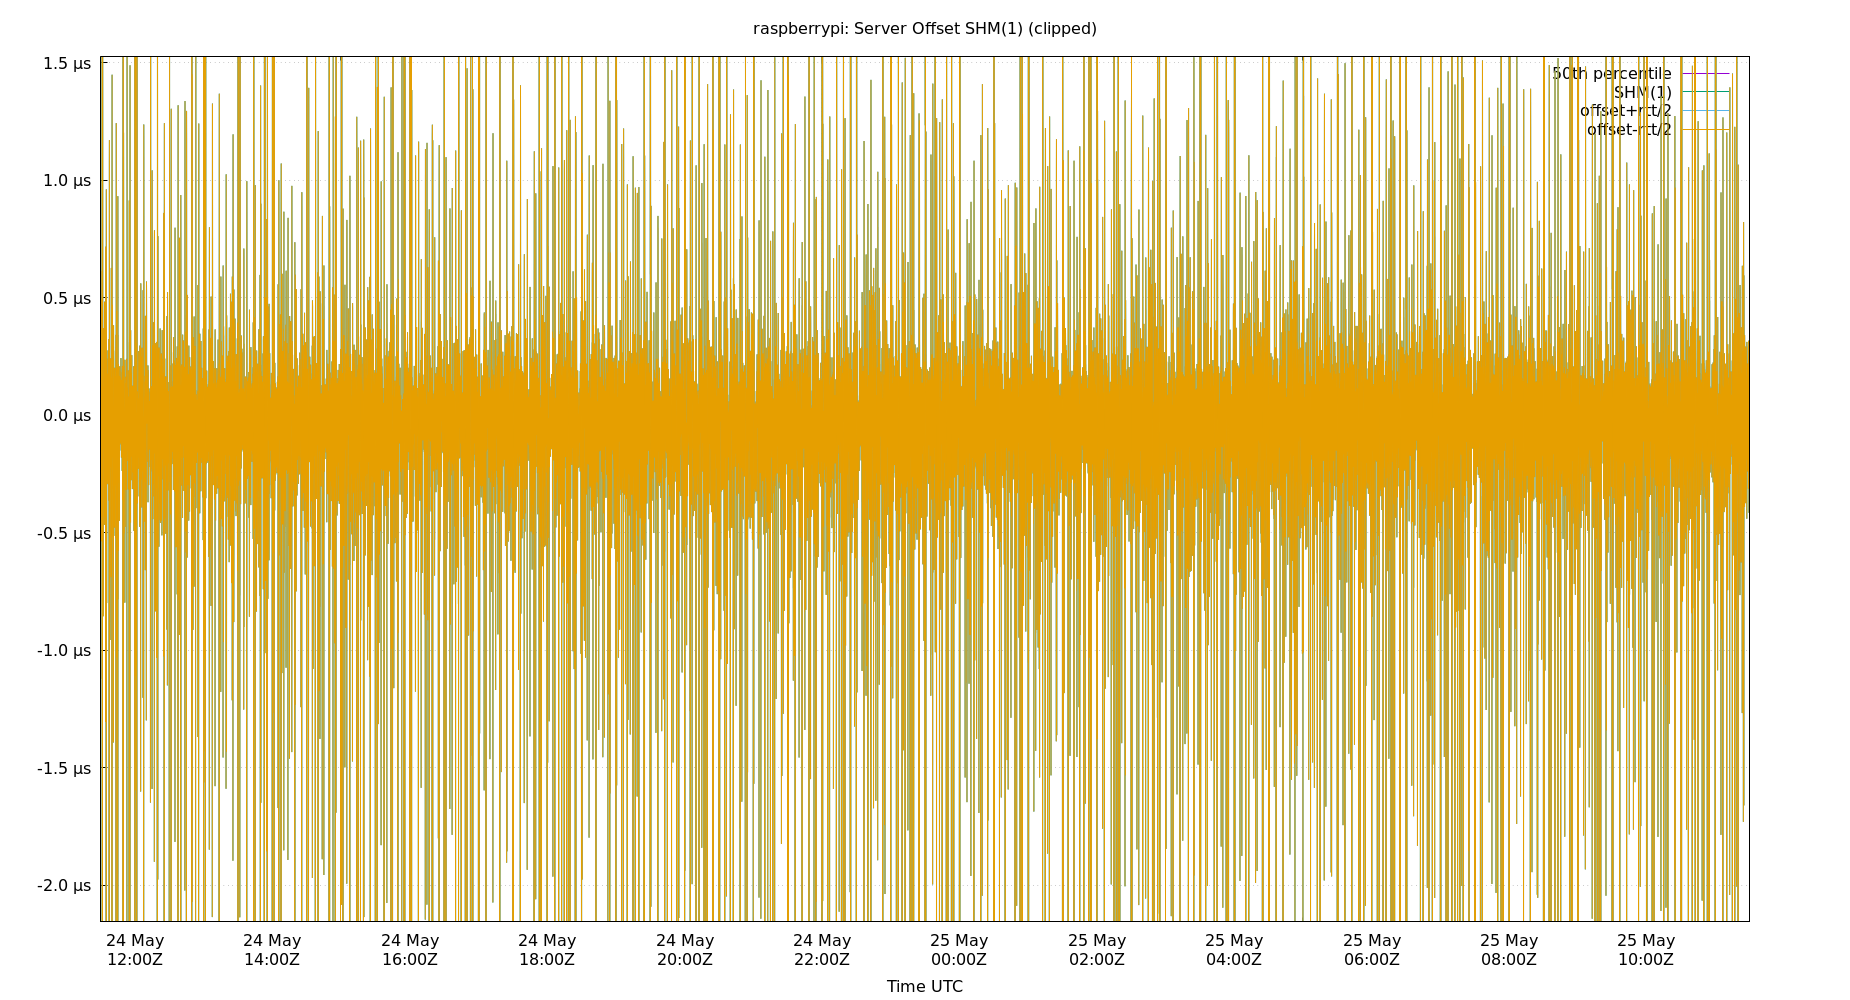 raspberrypi: Server Offset SHM(1) (clipped)
1.5 µs
1.0 µs
0.5 µs
0.0 µs
-0.5 µs
-1.0 µs
-1.5 µs
-2.0 µs
50th percentile
SHM(1)
offset+rtt/2
offset-rtt/2
24 May 24 May 24 May 24 May 24 May 24 May 25 May 25 May 25 May 25 May 25 May 25 May
12:00Z 14:00Z 16:00Z 18:00Z 20:00Z 22:00Z 00:00Z 02:00Z 04:00Z 06:00Z 08:00Z 10:00Z
Time UTC